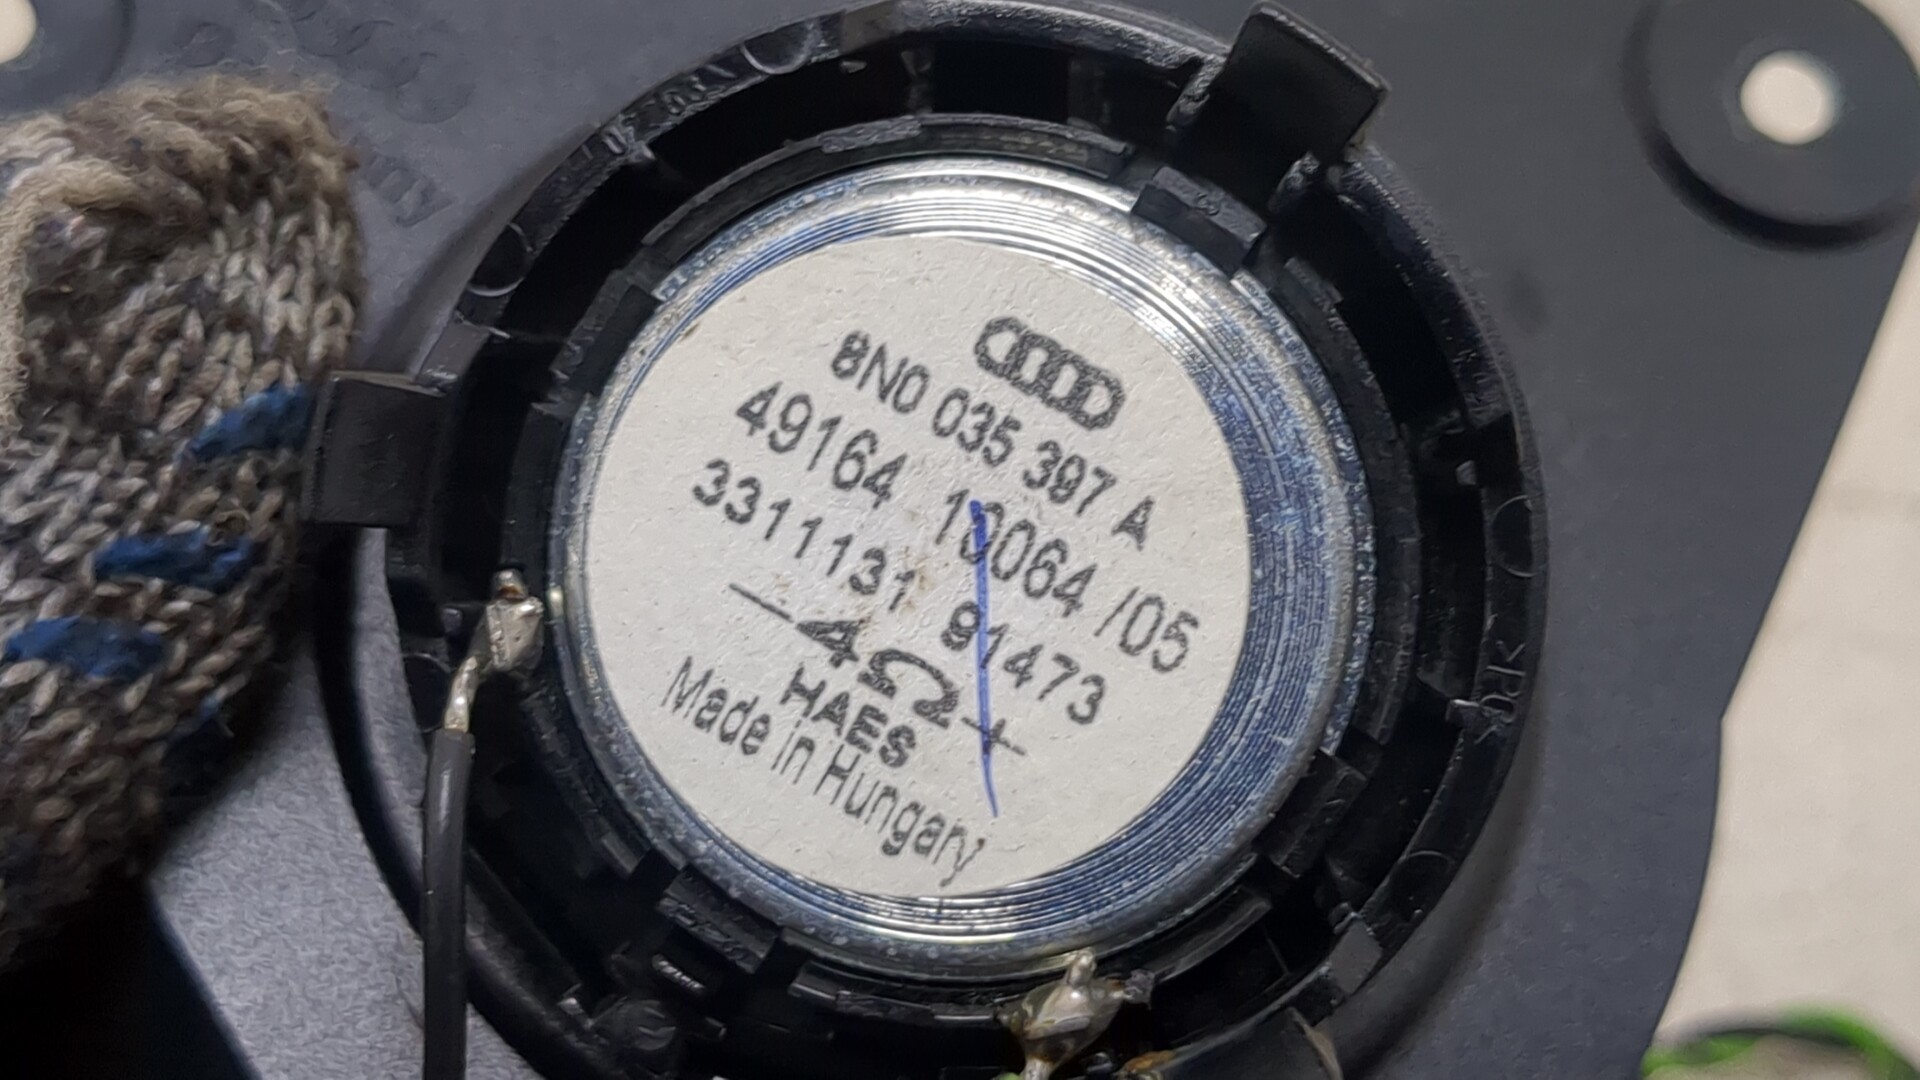 8N0 035 397 A
49164 10064 /05
3311131 91473
- 4Ω +
HAES
Made in Hungary